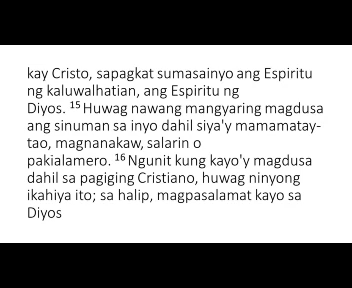 kay Cristo, sapagkat sumasainyo ang Espiritu
ng kaluwalhatian, ang Espiritu ng
Diyos. ¹⁵ Huwag nawang mangyaring magdusa
ang sinuman sa inyo dahil siya'y mamamatay-
tao, magnanakaw, salarin o
pakialamero. ¹⁶ Ngunit kung kayo'y magdusa
dahil sa pagiging Cristiano, huwag ninyong
ikahiya ito; sa halip, magpasalamat kayo sa
Diyos